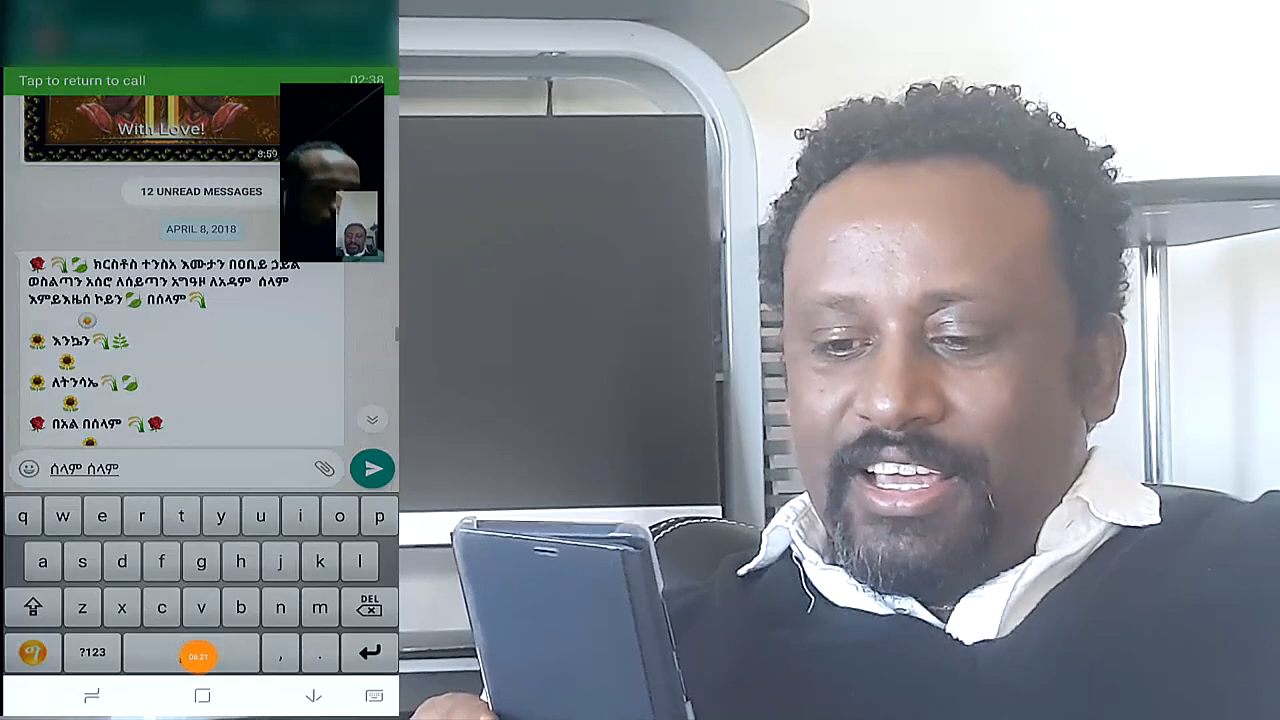 Tap to return to call 02:38
With Love!
8:59
12 UNREAD MESSAGES
APRIL 8, 2018
ክርስቶስ ተንስአ እሙታን በዐቢይ ኃይል
ወስልጣን አሰሮ ለሰይጣን አግዓዞ ለአዳም ሰላም
እምይእዜሰ ኮይን በሰላም
እንኳን
ለትንሳኤ
በአል በሰላም
ሰላም ሰላም
q w e r t y u i o p
a s d f g h j k l
z x c v b n m DEL
?123 06:21 , .